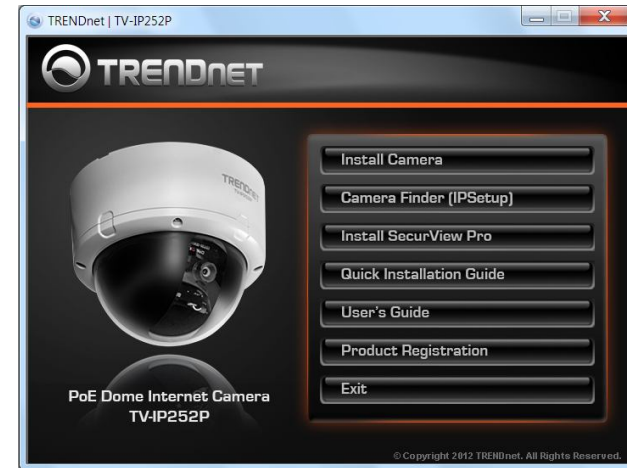 TRENDnet | TV-IP252P
TRENDNET
TRENDNET
Install Camera
Camera Finder (IPSetup)
Install SecurView Pro
Quick Installation Guide
User's Guide
Product Registration
Exit
PoE Dome Internet Camera
TV-IP252P
© Copyright 2012 TRENDnet. All Rights Reserved.